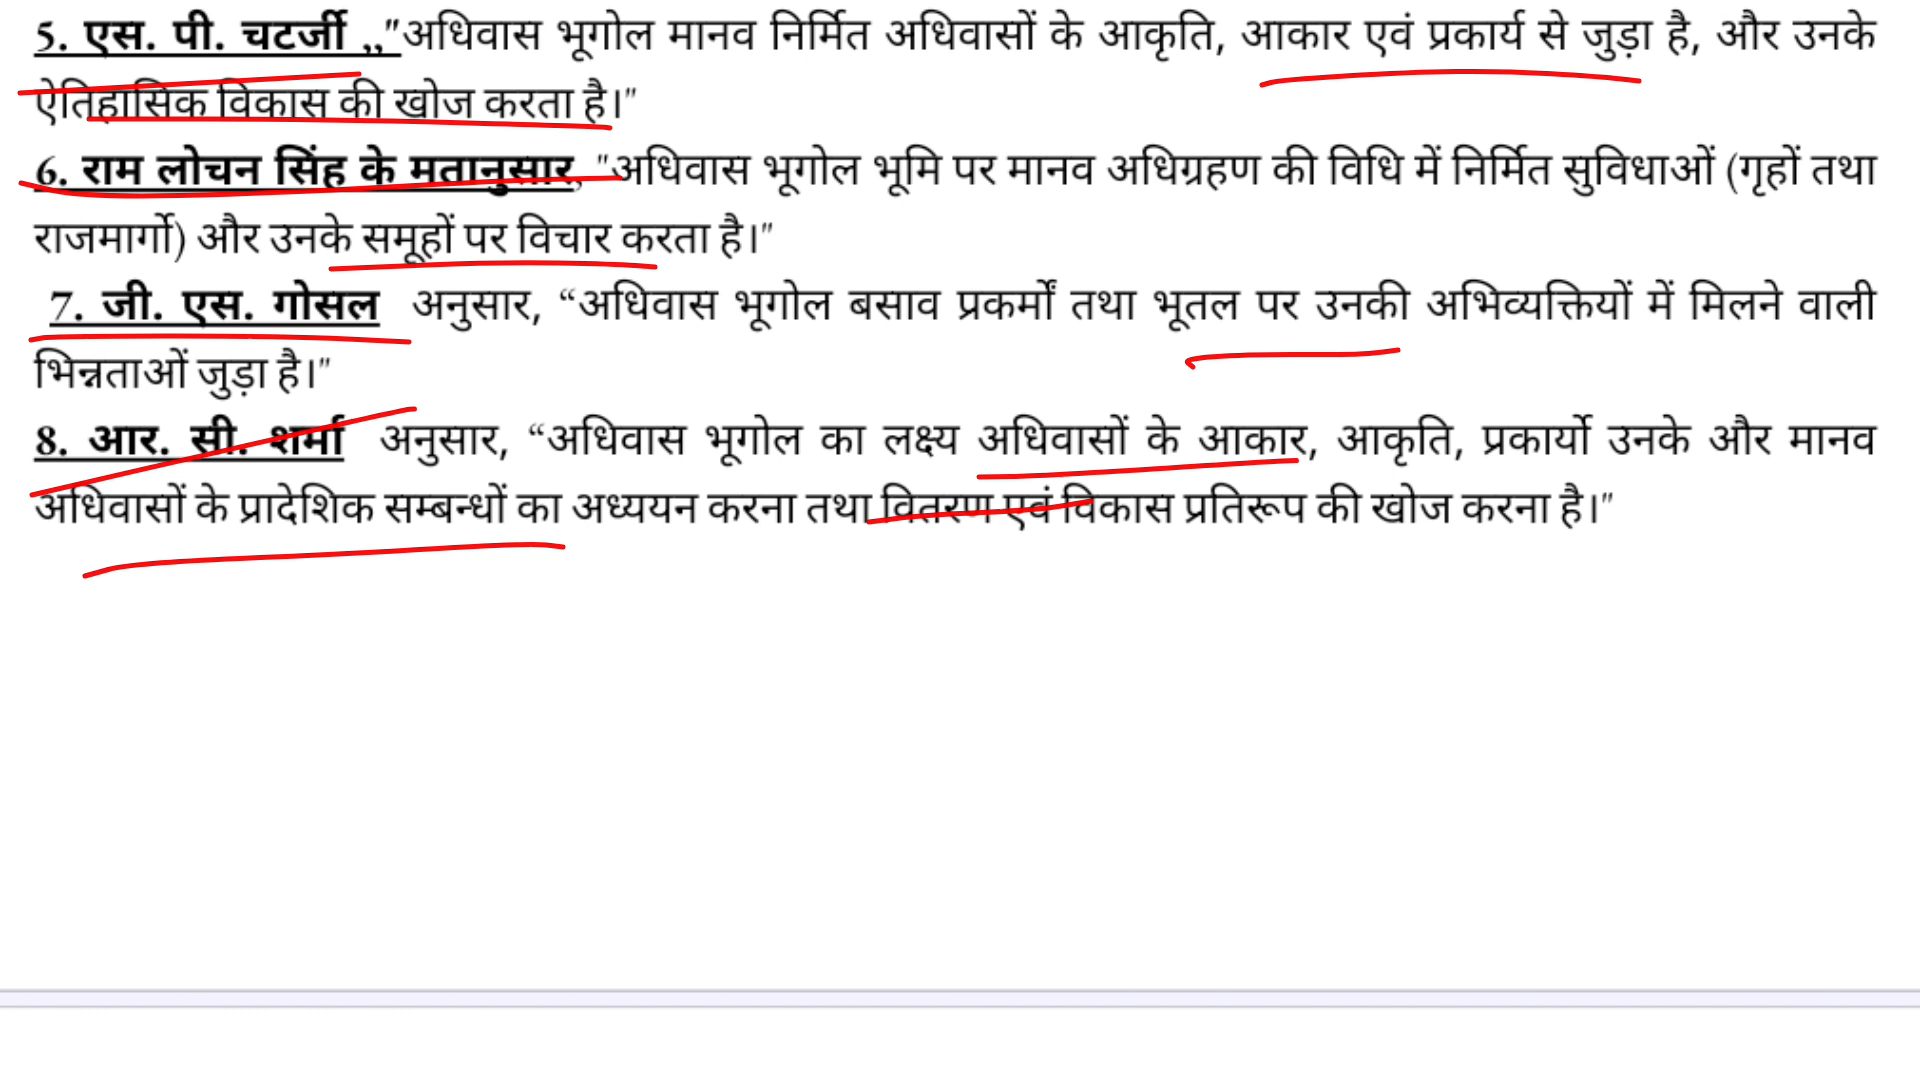 5. एस. पी. चटर्जी ,,"अधिवास भूगोल मानव निर्मित अधिवासों के आकृति, आकार एवं प्रकार्य से जुड़ा है, और उनके
ऐतिहासिक विकास की खोज करता है।"
6. राम लोचन सिंह के मतानुसार, "अधिवास भूगोल भूमि पर मानव अधिग्रहण की विधि में निर्मित सुविधाओं (गृहों तथा
राजमार्गो) और उनके समूहों पर विचार करता है।"
7. जी. एस. गोसल अनुसार, “अधिवास भूगोल बसाव प्रकर्मों तथा भूतल पर उनकी अभिव्यक्तियों में मिलने वाली
भिन्नताओं जुड़ा है।"
8. आर. सी. शर्मा अनुसार, “अधिवास भूगोल का लक्ष्य अधिवासों के आकार, आकृति, प्रकार्यो उनके और मानव
अधिवासों के प्रादेशिक सम्बन्धों का अध्ययन करना तथा वितरण एवं विकास प्रतिरूप की खोज करना है।"